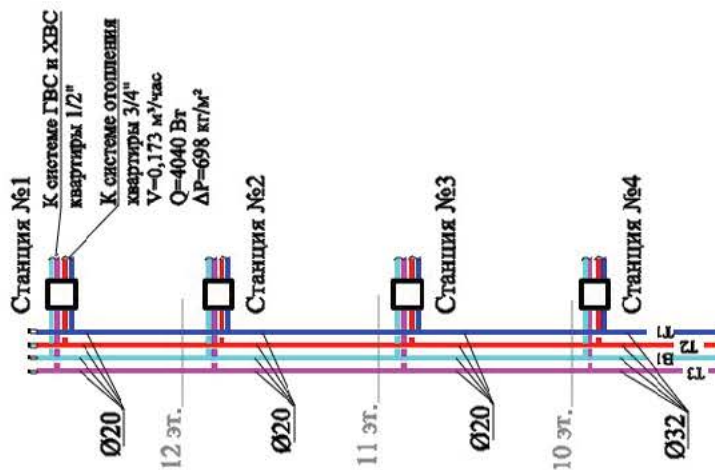 Станция №1
К системе ГВС и ХВС
квартиры 1/2"
К системе отопления
квартиры 3/4"
V=0,173 м³/час
Q=4040 Вт
ΔP=698 кг/м²
Ø20
12 эт.
Станция №2
Ø20
11 эт.
Станция №3
Ø20
10 эт.
Станция №4
Ø32
Т1
Т2
В1
Т3